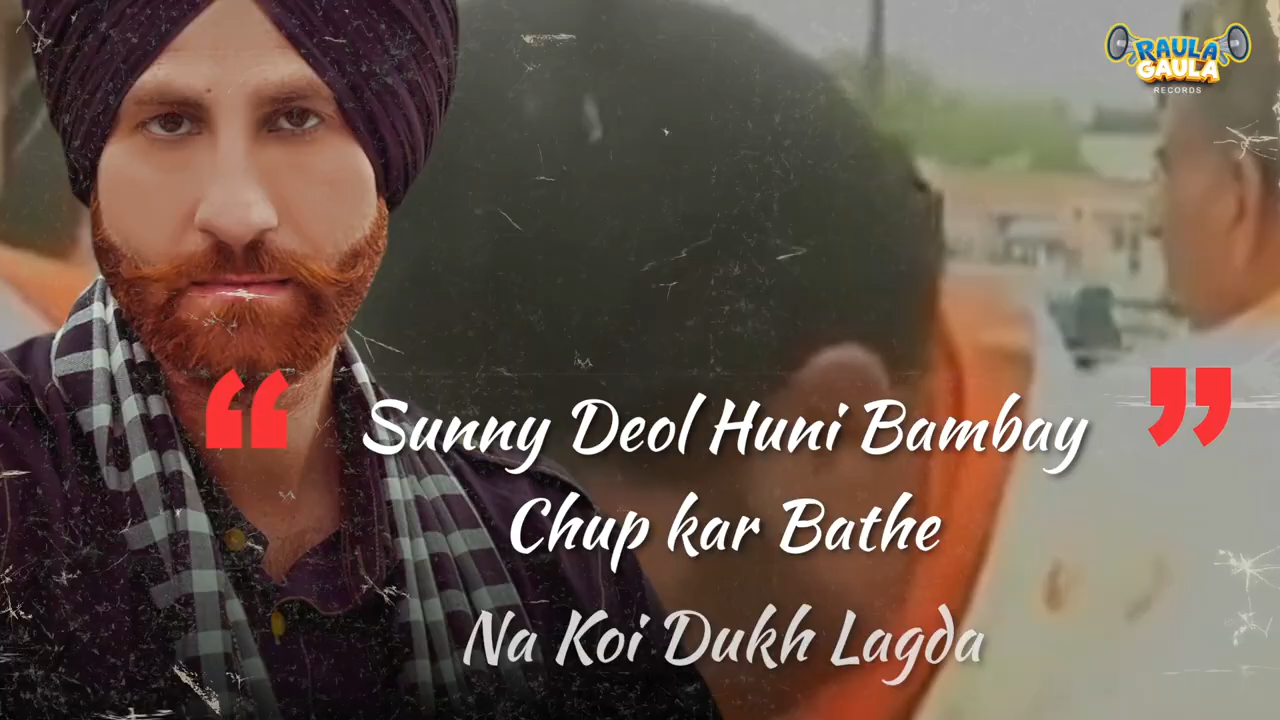 RAULA
GAULA
RECORDS
“ Sunny Deol Huni Bambay ”
Chup kar Bathe
Na Koi Dukh Lagda